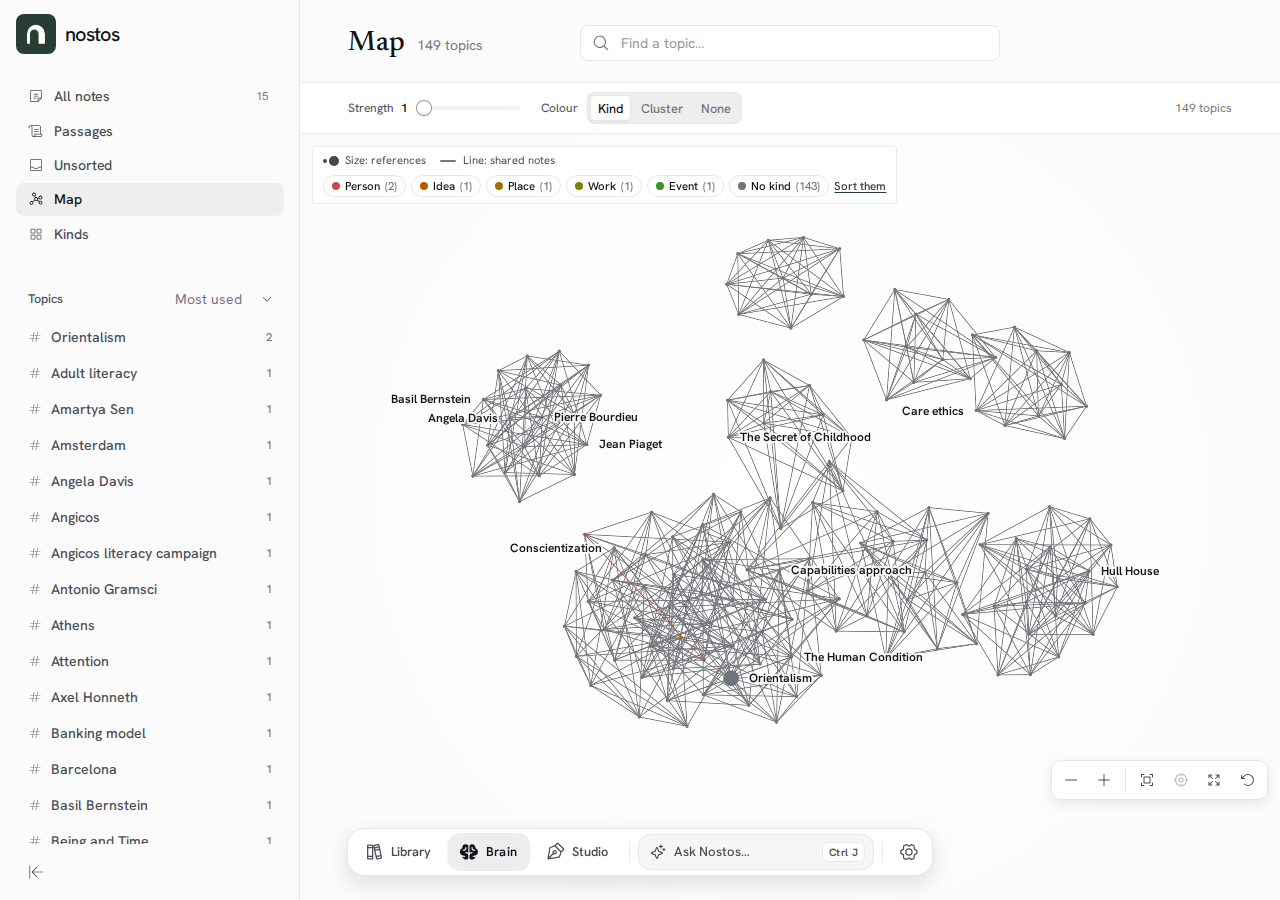 nostos
All notes 15
Passages
Unsorted
Map
Kinds
Topics Most used
# Orientalism 2
# Adult literacy 1
# Amartya Sen 1
# Amsterdam 1
# Angela Davis 1
# Angicos 1
# Angicos literacy campaign 1
# Antonio Gramsci 1
# Athens 1
# Attention 1
# Axel Honneth 1
# Banking model 1
# Barcelona 1
# Basil Bernstein 1
# Being and Time 1
Map 149 topics
Find a topic...
Strength 1 Colour Kind Cluster None 149 topics
Size: references Line: shared notes
Person (2) Idea (1) Place (1) Work (1) Event (1) No kind (143) Sort them
Basil Bernstein
Angela Davis
Pierre Bourdieu
Jean Piaget
Care ethics
The Secret of Childhood
Conscientization
Capabilities approach
Hull House
The Human Condition
Orientalism
Library Brain Studio Ask Nostos... Ctrl J